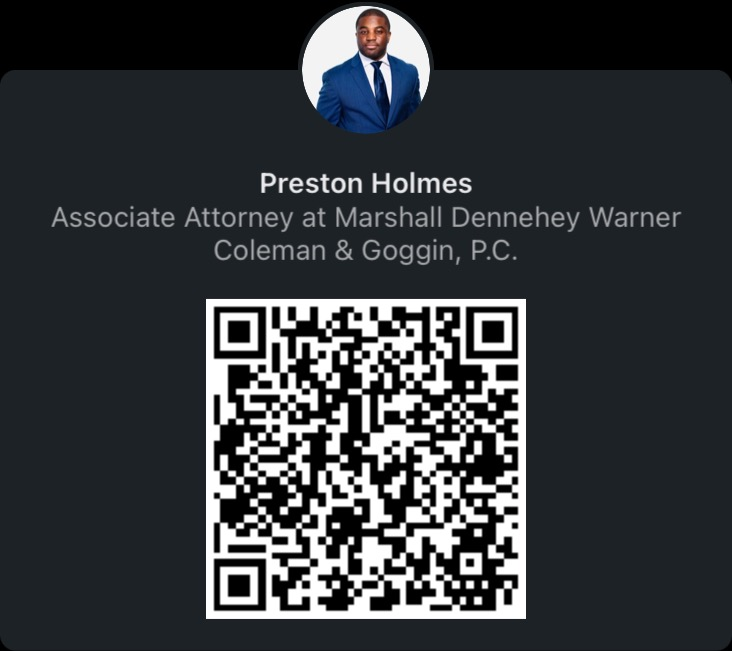 Preston Holmes
Associate Attorney at Marshall Dennehey Warner
Coleman & Goggin, P.C.